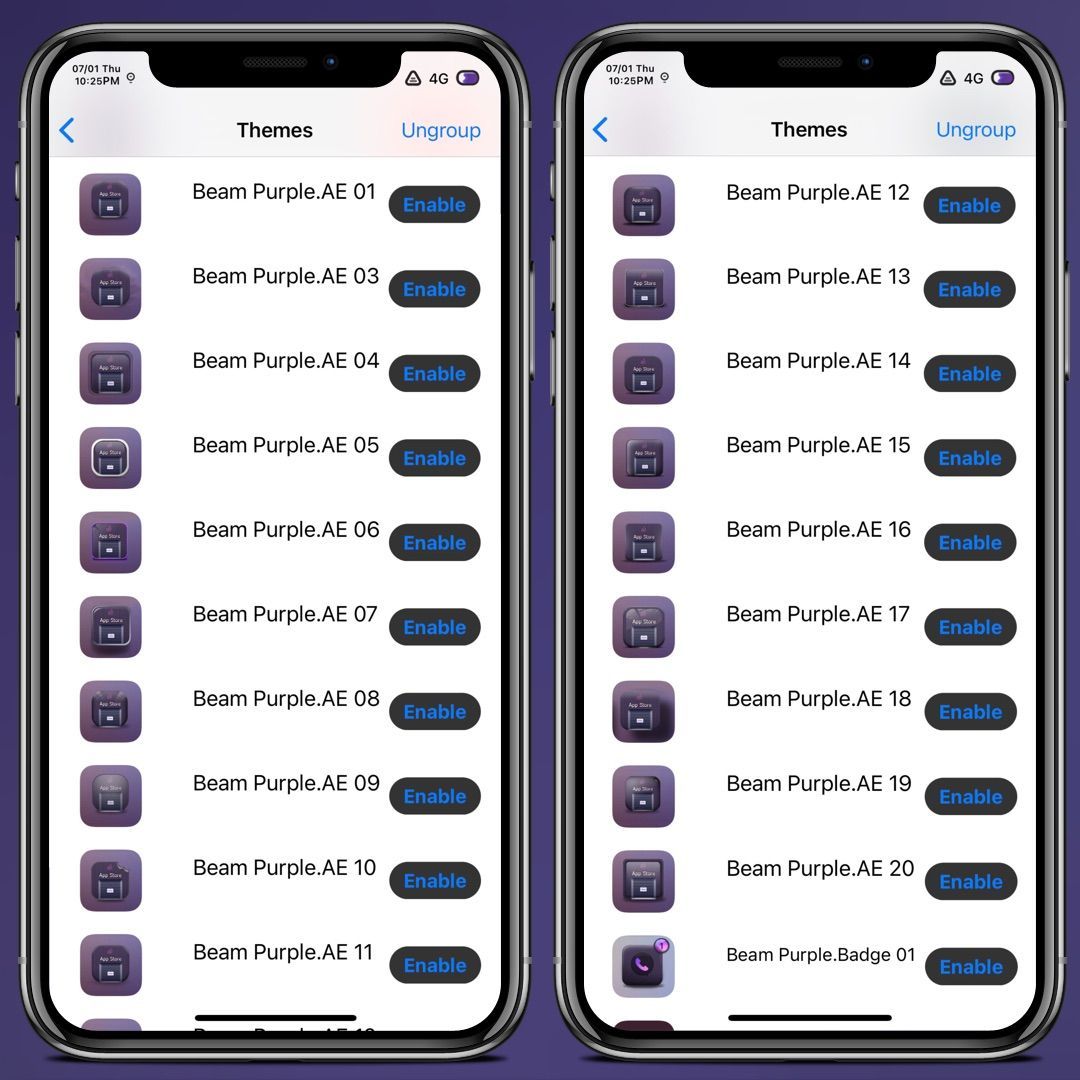 07/01 Thu
10:25PM
4G
Themes
Ungroup
App Store
Beam Purple.AE 01
Enable
App Store
Beam Purple.AE 03
Enable
App Store
Beam Purple.AE 04
Enable
App Store
Beam Purple.AE 05
Enable
App Store
Beam Purple.AE 06
Enable
App Store
Beam Purple.AE 07
Enable
App Store
Beam Purple.AE 08
Enable
App Store
Beam Purple.AE 09
Enable
App Store
Beam Purple.AE 10
Enable
App Store
Beam Purple.AE 11
Enable
07/01 Thu
10:25PM
4G
Themes
Ungroup
App Store
Beam Purple.AE 12
Enable
App Store
Beam Purple.AE 13
Enable
App Store
Beam Purple.AE 14
Enable
App Store
Beam Purple.AE 15
Enable
App Store
Beam Purple.AE 16
Enable
App Store
Beam Purple.AE 17
Enable
App Store
Beam Purple.AE 18
Enable
App Store
Beam Purple.AE 19
Enable
App Store
Beam Purple.AE 20
Enable
1
Beam Purple.Badge 01
Enable